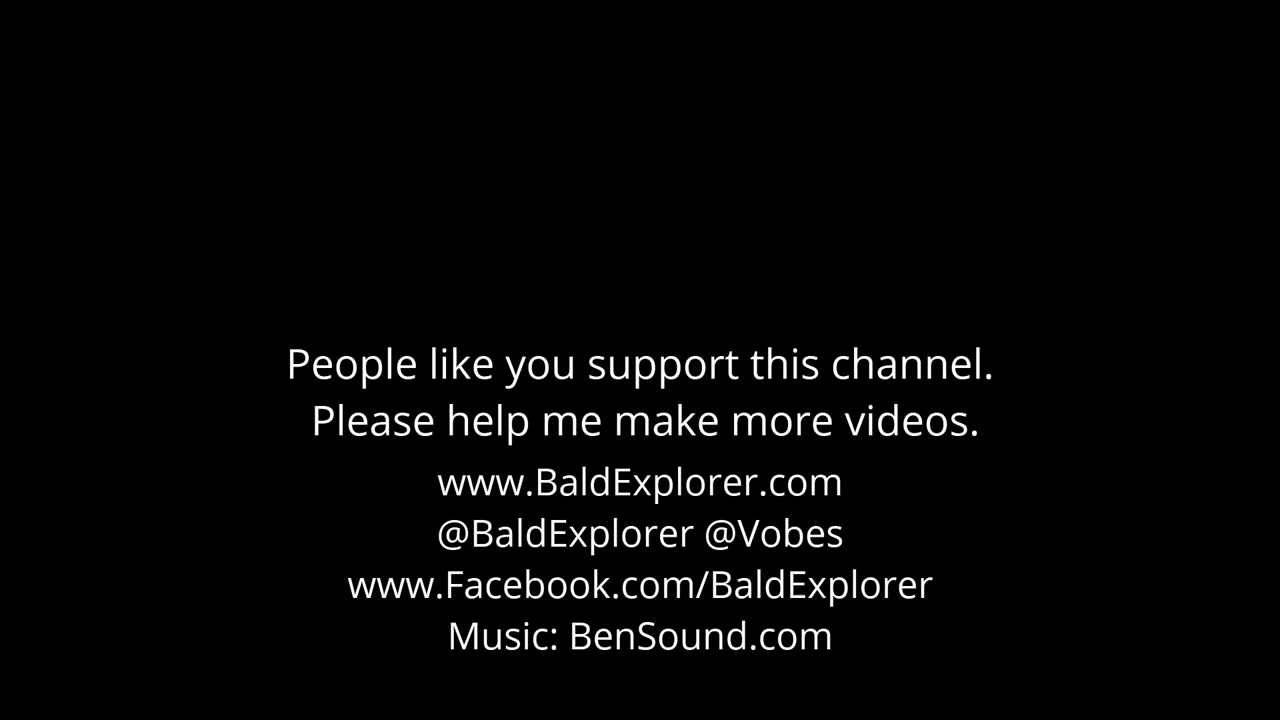 People like you support this channel.
Please help me make more videos.
www.BaldExplorer.com
@BaldExplorer @Vobes
www.Facebook.com/BaldExplorer
Music: BenSound.com